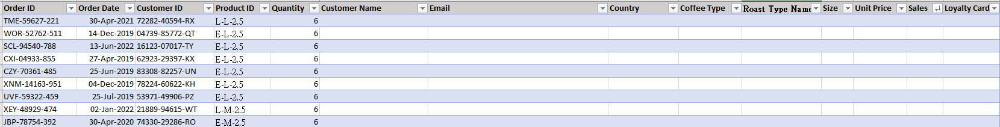 Order ID Order Date Customer ID Product ID Quantity Customer Name Email Country Coffee Type Roast Type Name Size Unit Price Sales Loyalty Card
TME-59627-221 30-Apr-2021 72282-40594-RX L-L-2.5 6
WOR-52762-511 14-Dec-2019 04739-85772-QT E-L-2.5 6
SCL-94540-788 13-Jun-2022 16123-07017-TY E-L-2.5 6
CXI-04933-855 27-Apr-2019 62923-29397-KX E-L-2.5 6
CZY-70361-485 25-Jun-2019 83308-82257-UN E-L-2.5 6
XNM-14163-951 04-Dec-2019 78224-60622-KH E-L-2.5 6
UVF-59322-459 25-Jul-2019 53971-49906-PZ E-L-2.5 6
XEY-48929-474 02-Jan-2022 21889-94615-WT L-M-2.5 6
JBP-78754-392 30-Apr-2020 74330-29286-RO E-M-2.5 6